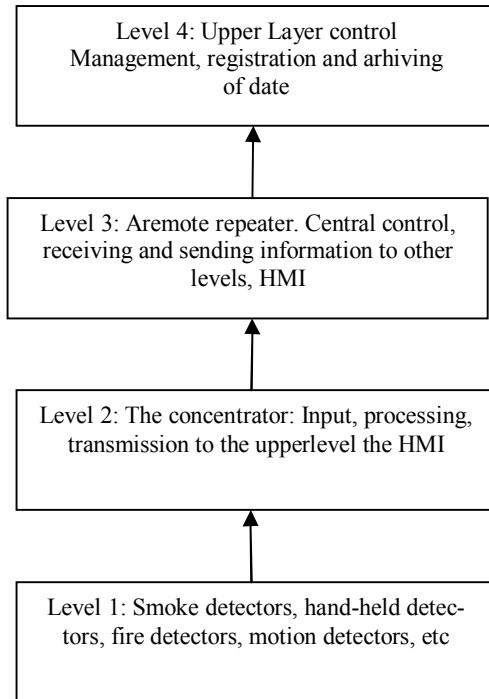 Level 4: Upper Layer control
Management, registration and arhiving
of date
Level 3: Aremote repeater. Central control,
receiving and sending information to other
levels, HMI
Level 2: The concentrator: Input, processing,
transmission to the upperlevel the HMI
Level 1: Smoke detectors, hand-held detec-
tors, fire detectors, motion detectors, etc